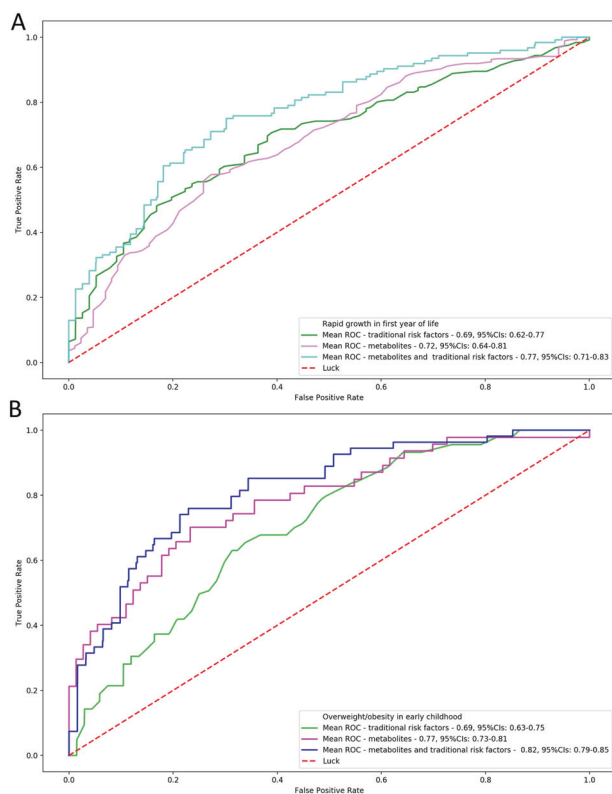 A
1.0
0.8
0.6
0.4
0.2
0.0
True Positive Rate
0.0 0.2 0.4 0.6 0.8 1.0
False Positive Rate
Rapid growth in first year of life
Mean ROC - traditional risk factors - 0.69, 95%CIs: 0.62-0.77
Mean ROC - metabolites - 0.72, 95%CIs: 0.64-0.81
Mean ROC - metabolites and traditional risk factors - 0.77, 95%CIs: 0.71-0.83
Luck
B
1.0
0.8
0.6
0.4
0.2
0.0
True Positive Rate
0.0 0.2 0.4 0.6 0.8 1.0
False Positive Rate
Overweight/obesity in early childhood
Mean ROC - traditional risk factors - 0.69, 95%CIs: 0.63-0.75
Mean ROC - metabolites - 0.77, 95%CIs: 0.73-0.81
Mean ROC - metabolites and traditional risk factors - 0.82, 95%CIs: 0.79-0.85
Luck